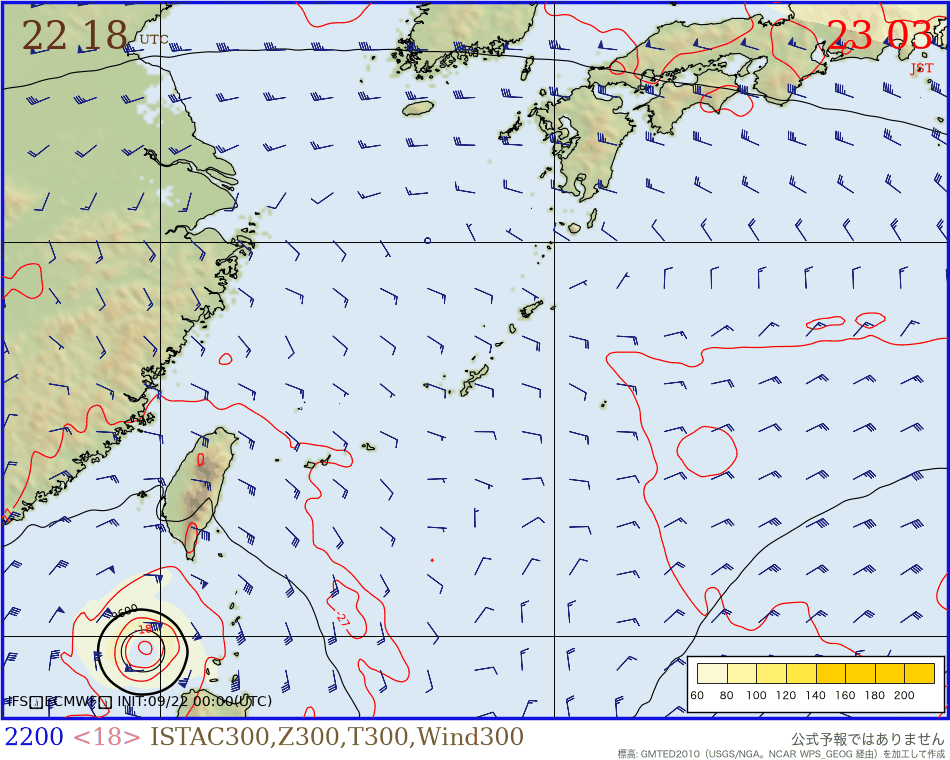 22 18 UTC
23 03
JST
-27
9600
-18
IFS ECMWF INIT:09/22 00:00(UTC)
60 80 100 120 140 160 180 200
2200 <18> ISTAC300,Z300,T300,Wind300
公式予報ではありません
標高: GMTED2010（USGS/NGA。NCAR WPS_GEOG 経由）を加工して作成